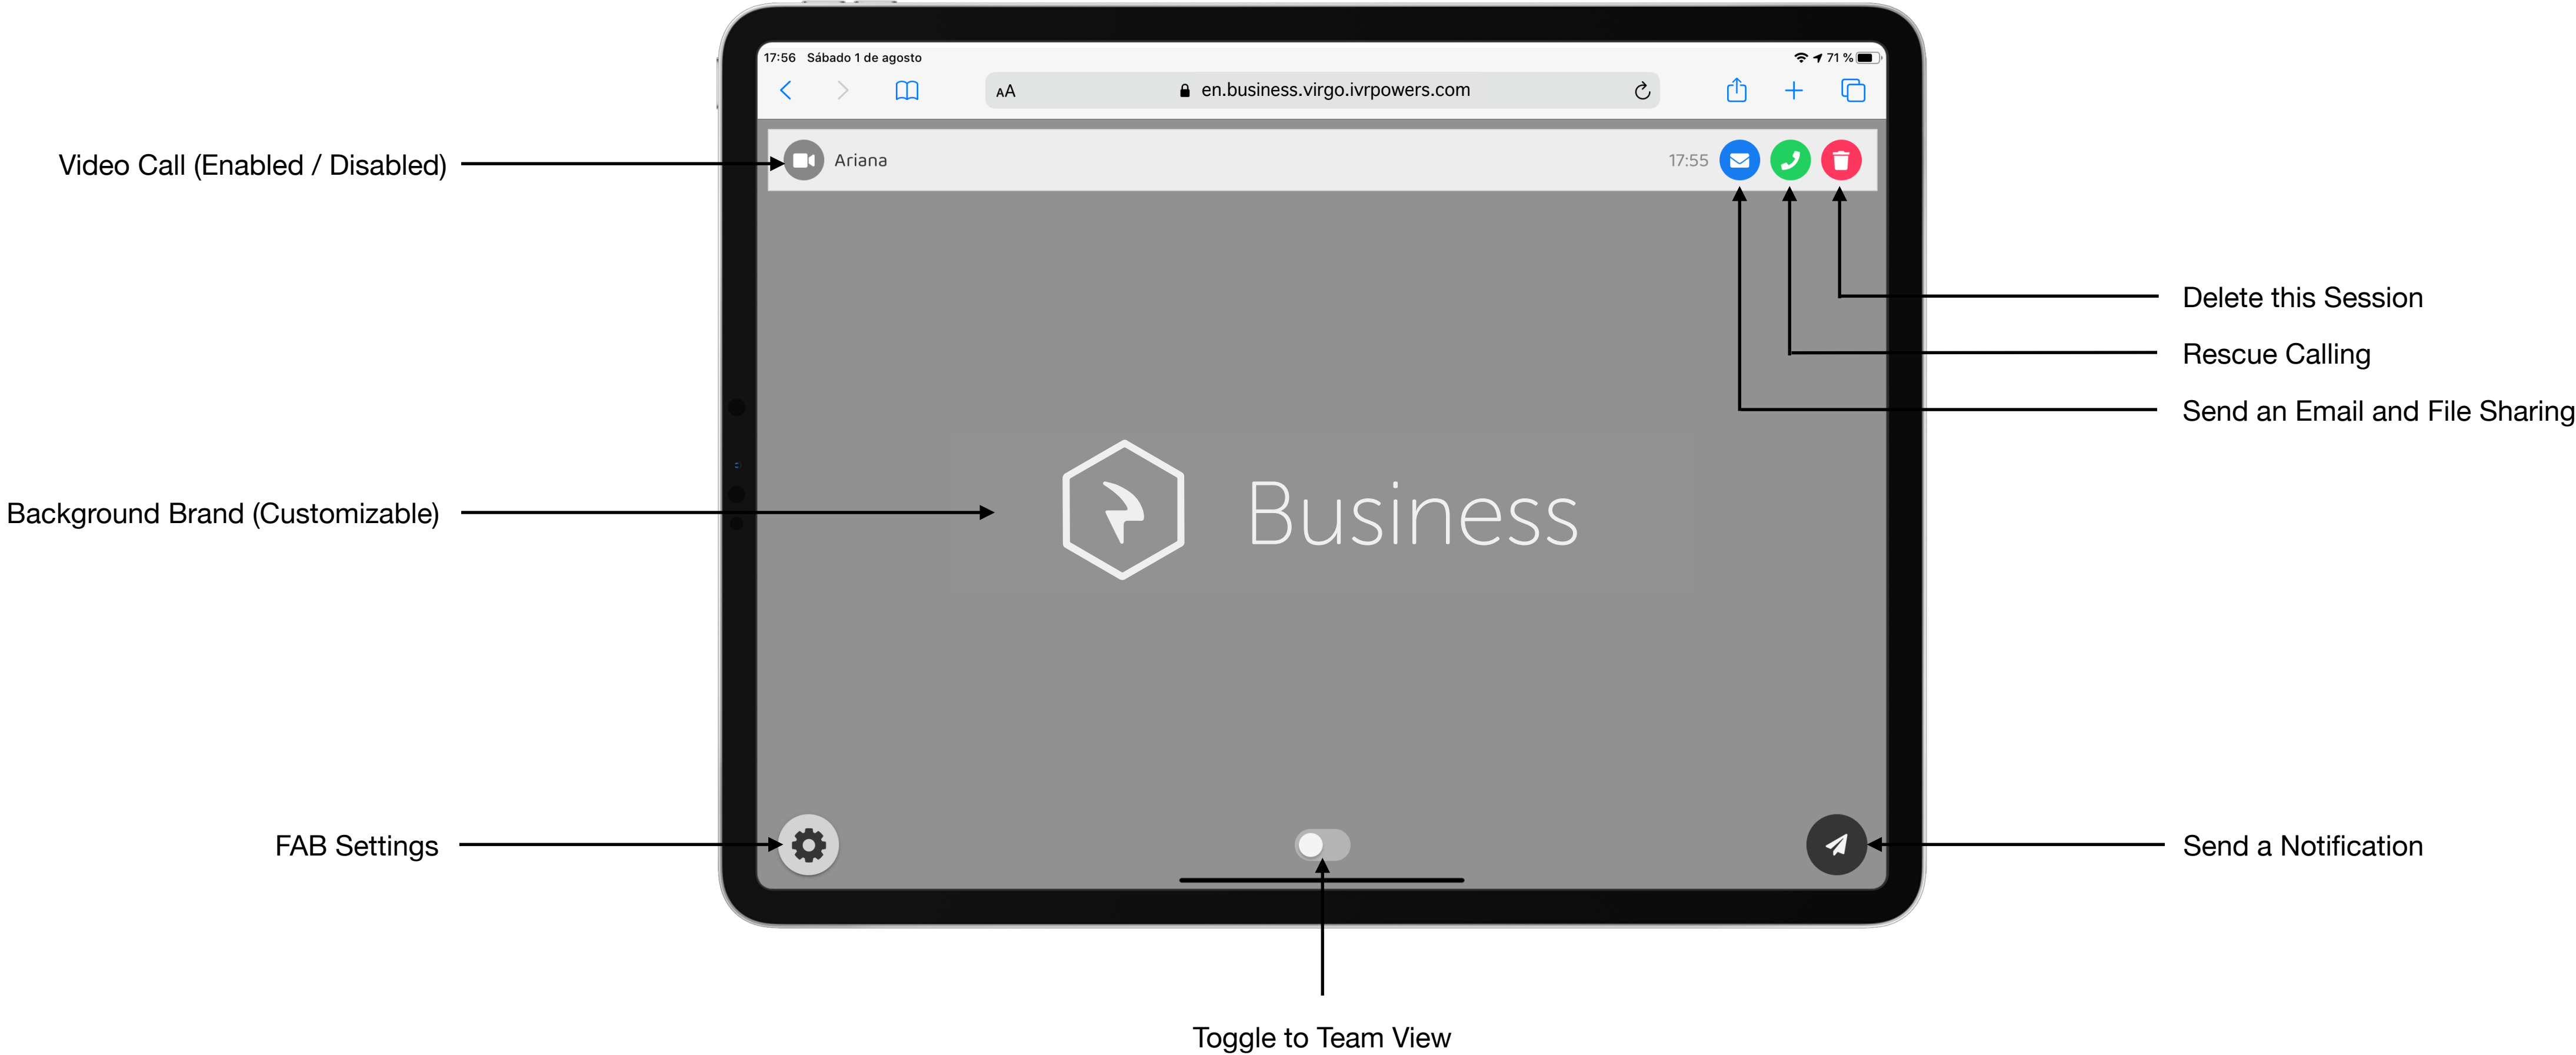 17:56 Sábado 1 de agosto 71 %
AA en.business.virgo.ivrpowers.com
Video Call (Enabled / Disabled)
Ariana 17:55
Delete this Session
Rescue Calling
Send an Email and File Sharing
Background Brand (Customizable)
Business
FAB Settings
Send a Notification
Toggle to Team View